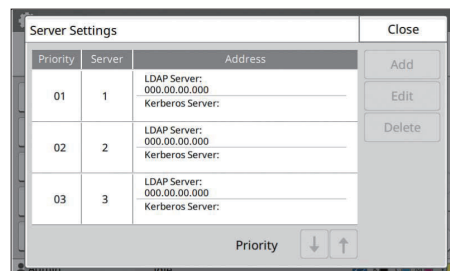 Server Settings
Close
Priority Server Address
Add
Edit
Delete
01 1 LDAP Server:
000.00.00.000
Kerberos Server:
02 2 LDAP Server:
000.00.00.000
Kerberos Server:
03 3 LDAP Server:
000.00.00.000
Kerberos Server:
Priority ↓ ↑